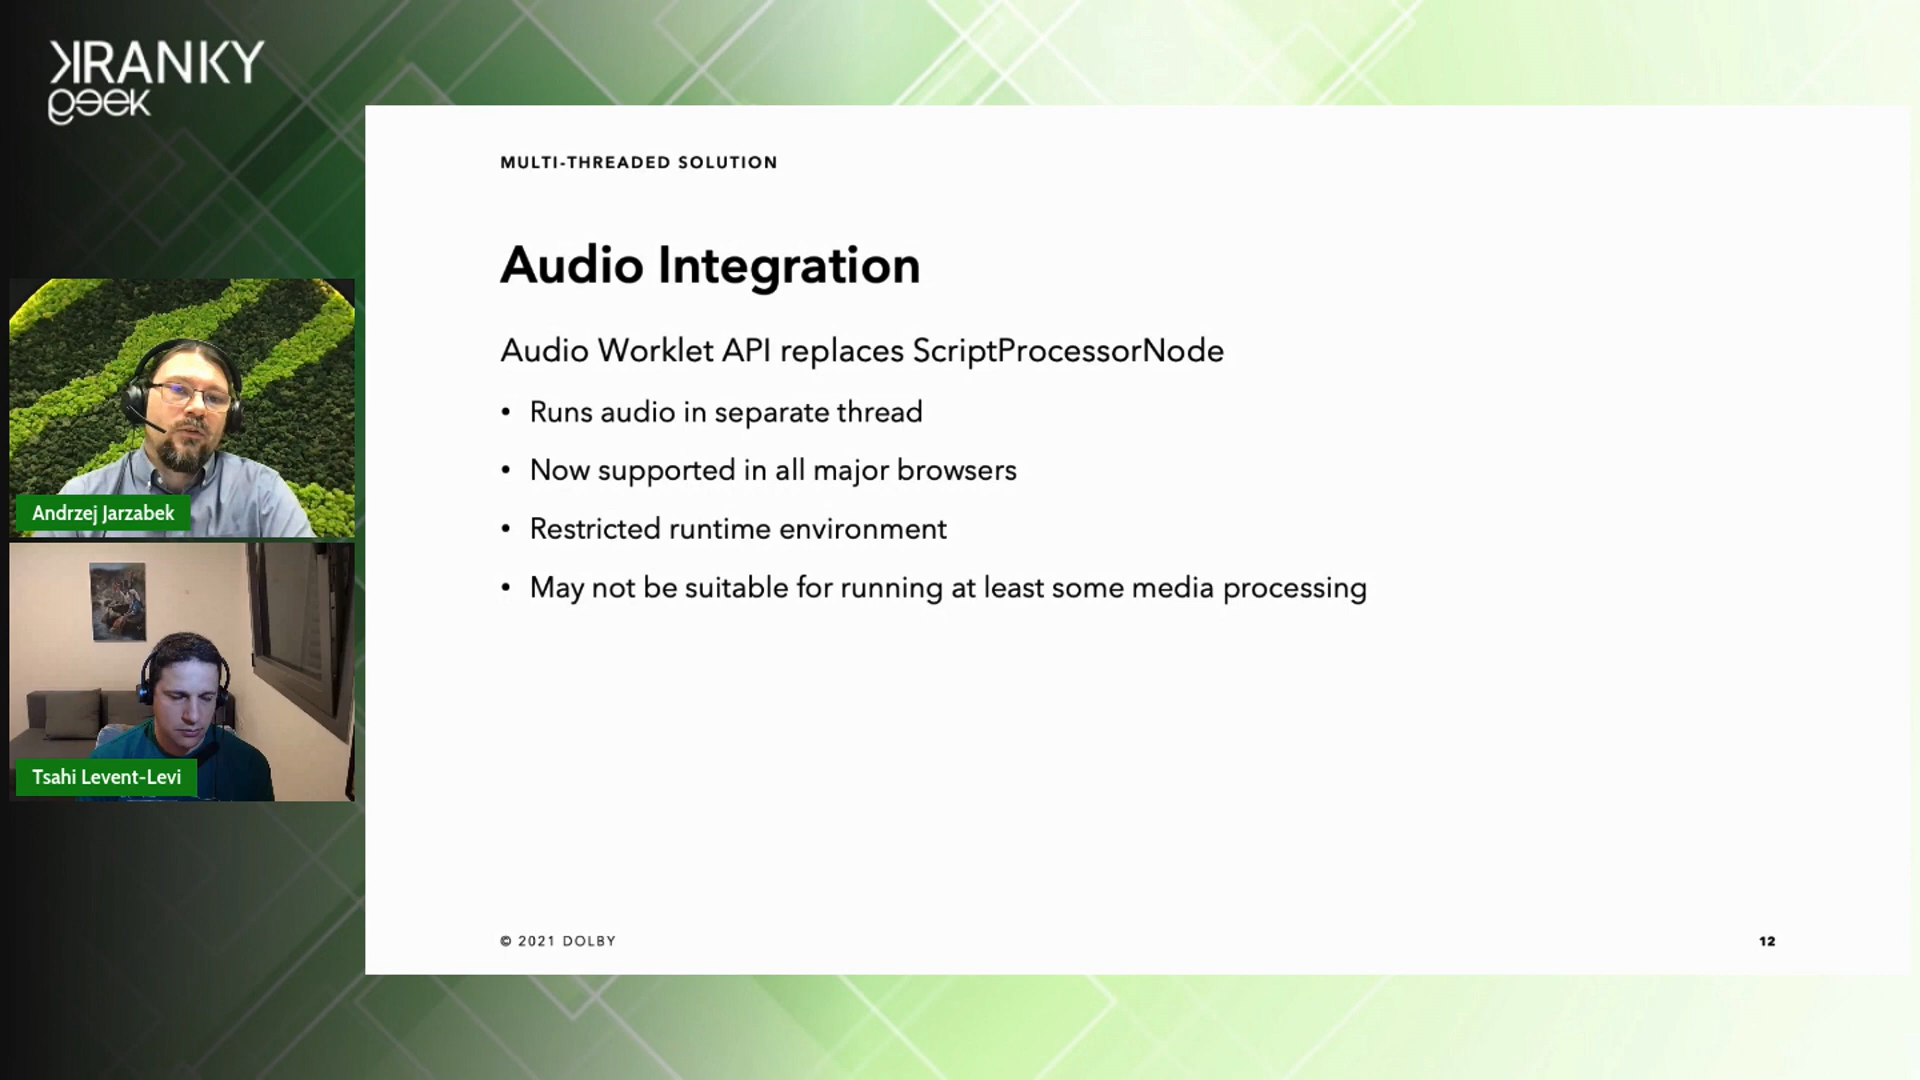 KRANKY
geek
MULTI-THREADED SOLUTION
Audio Integration
Audio Worklet API replaces ScriptProcessorNode
• Runs audio in separate thread
• Now supported in all major browsers
• Restricted runtime environment
• May not be suitable for running at least some media processing
Andrzej Jarzabek
Tsahi Levent-Levi
© 2021 DOLBY
12